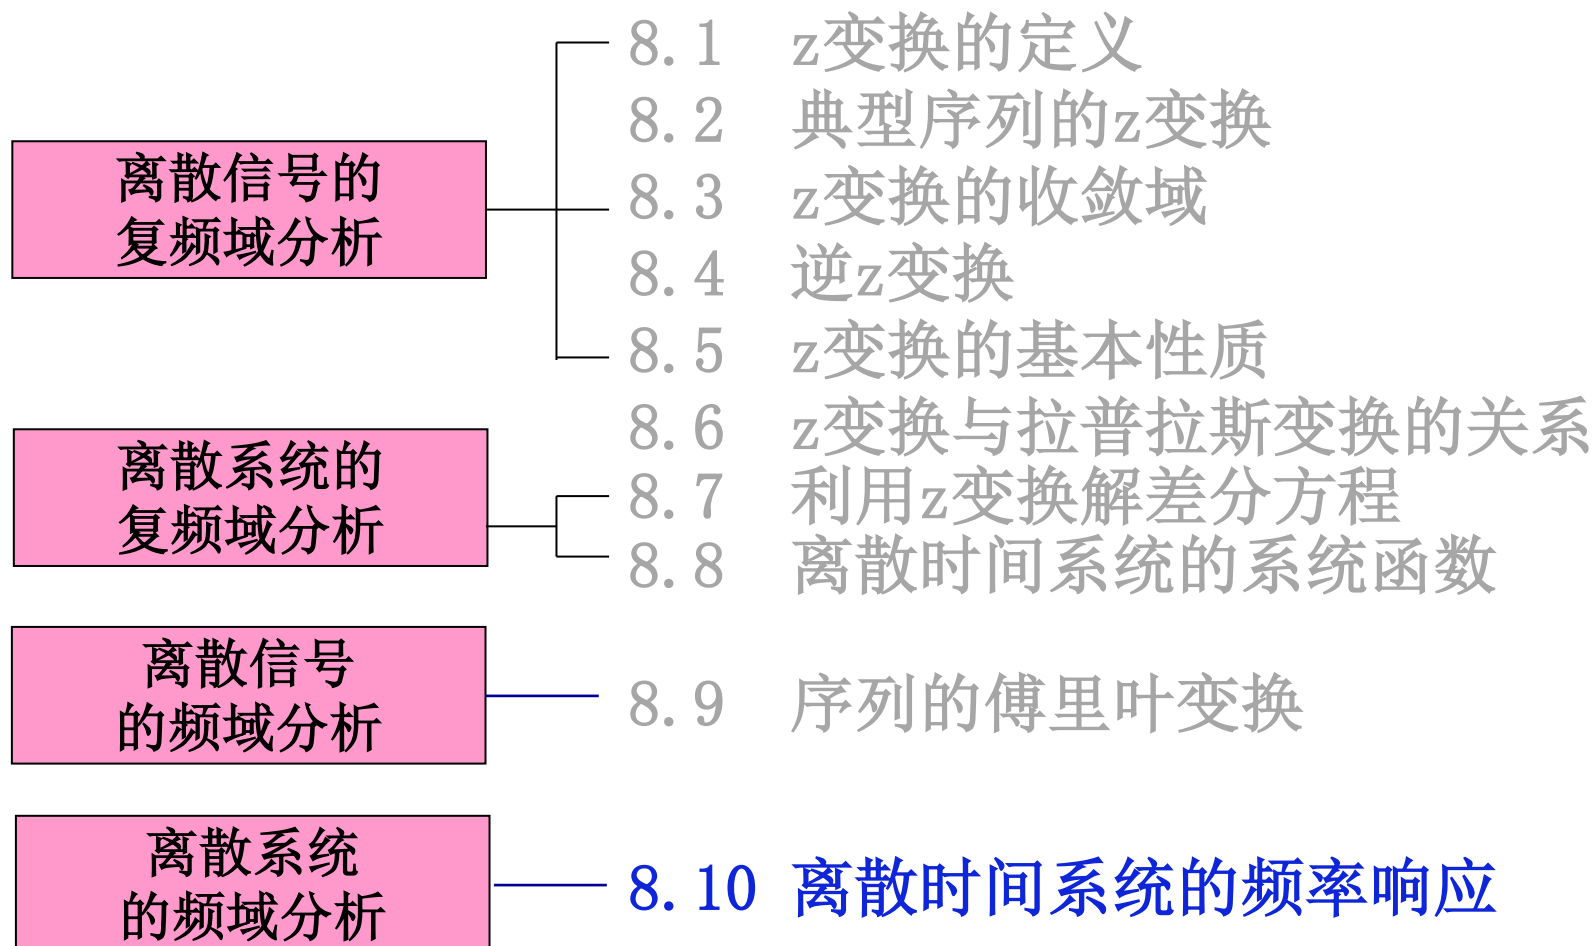 8.1 z变换的定义
8.2 典型序列的z变换
离散信号的
复频域分析
8.3 z变换的收敛域
8.4 逆z变换
8.5 z变换的基本性质
8.6 z变换与拉普拉斯变换的关系
离散系统的
复频域分析
8.7 利用z变换解差分方程
8.8 离散时间系统的系统函数
离散信号
的频域分析
8.9 序列的傅里叶变换
离散系统
的频域分析
8.10 离散时间系统的频率响应